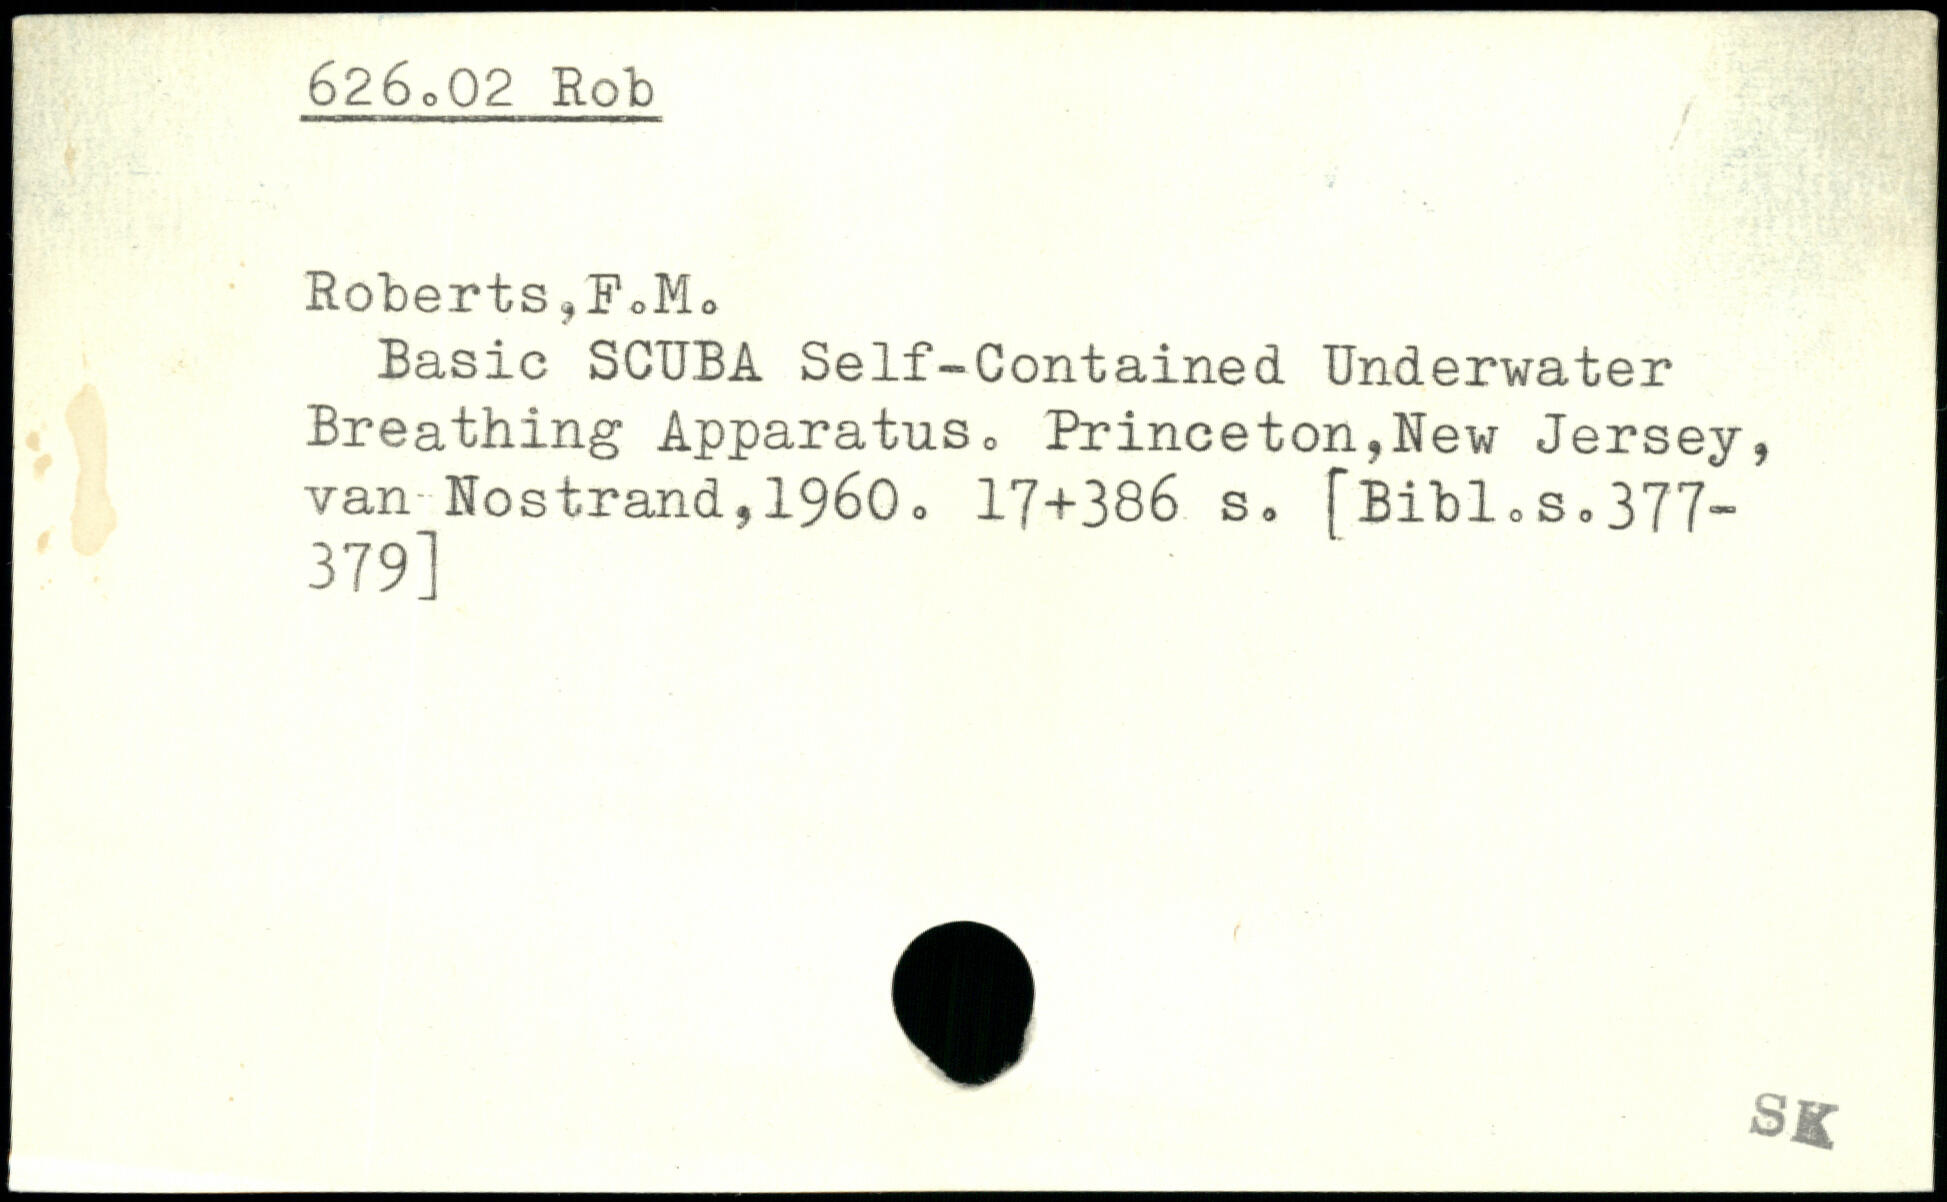 626.02 Rob
Roberts,F.M.
Basic SCUBA Self-Contained Underwater
Breathing Apparatus. Princeton,New Jersey,
van Nostrand,1960. 17+386 s. [Bibl.s.377-
379]
SK